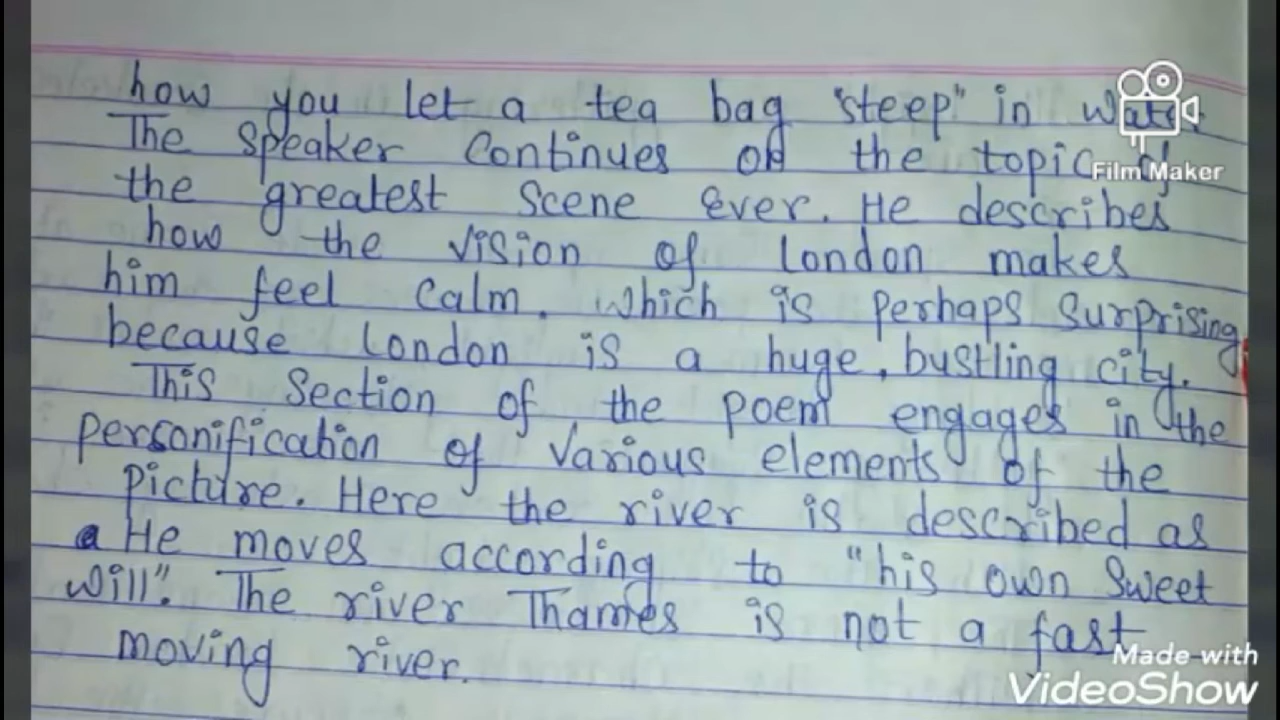 how you let a tea bag "steep" in water.
The speaker continues on the topic of
the greatest scene ever. He describes
how the vision of London makes
him feel calm. which is perhaps surprising
because London is a huge, bustling city.
This section of the poem engages in the
personification of various elements of the
picture. Here the river is described as
a He moves according to "his own sweet
will". The river Thames is not a fast
moving river.
Film Maker
Made with
VideoShow